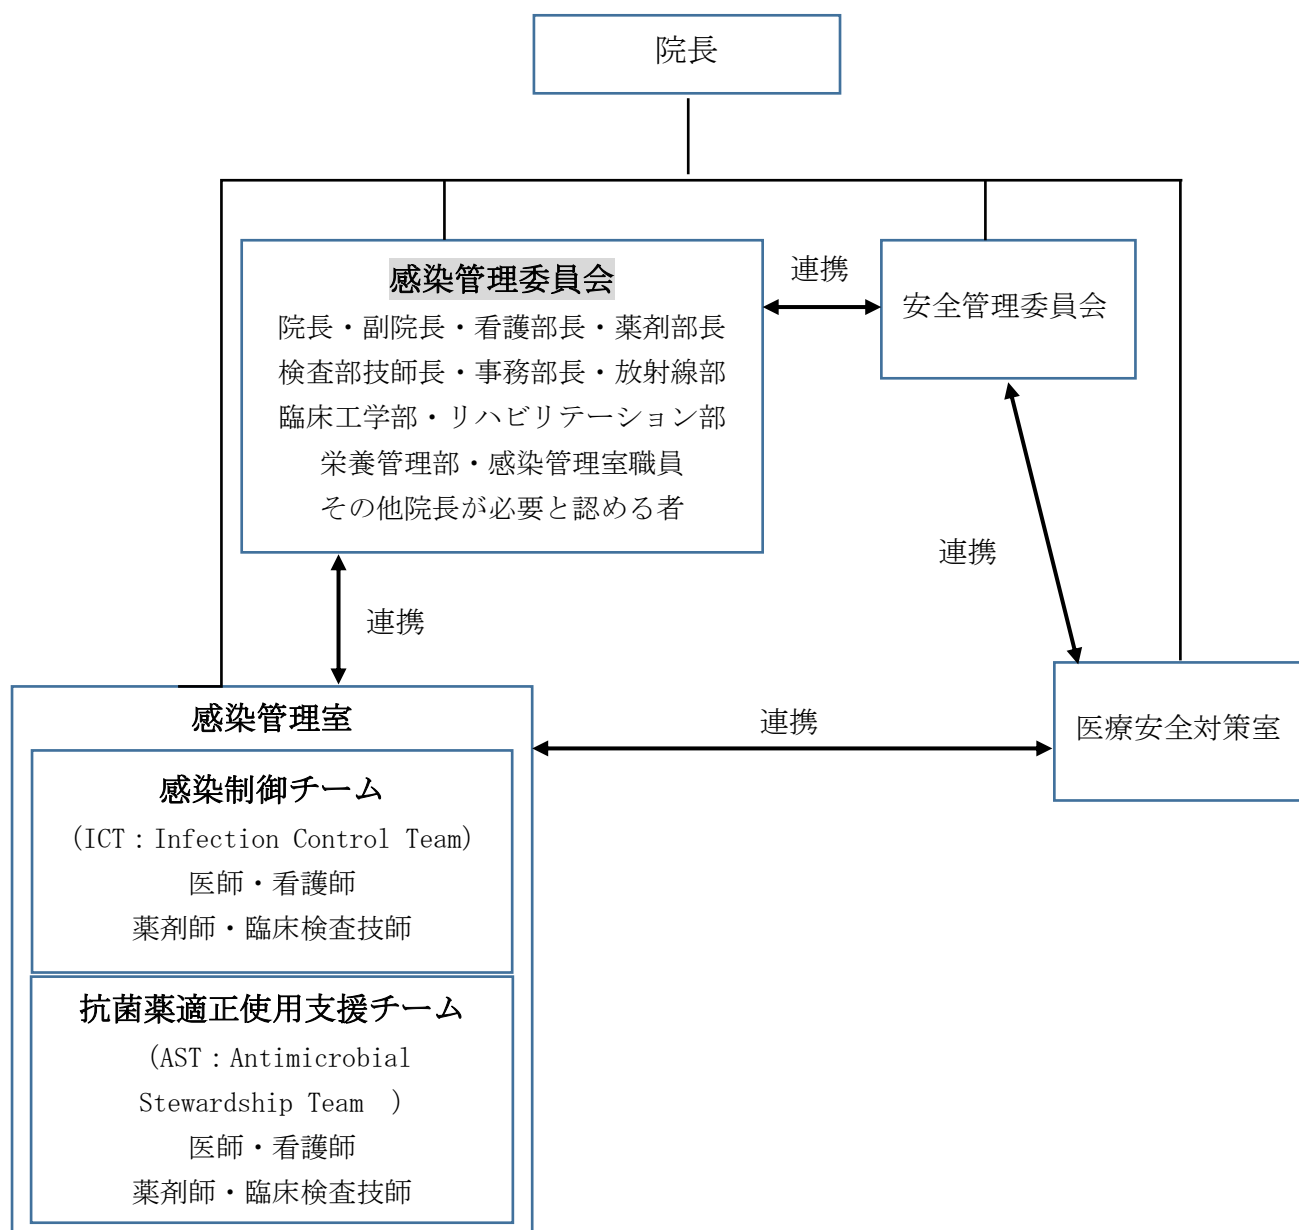 院長
感染管理委員会
院長・副院長・看護部長・薬剤部長
検査部技師長・事務部長・放射線部
臨床工学部・リハビリテーション部
栄養管理部・感染管理室職員
その他院長が必要と認める者
連携
安全管理委員会
連携
連携
感染管理室
連携
医療安全対策室
感染制御チーム
（ICT：Infection Control Team）
医師・看護師
薬剤師・臨床検査技師
抗菌薬適正使用支援チーム
（AST：Antimicrobial
Stewardship Team　）
医師・看護師
薬剤師・臨床検査技師